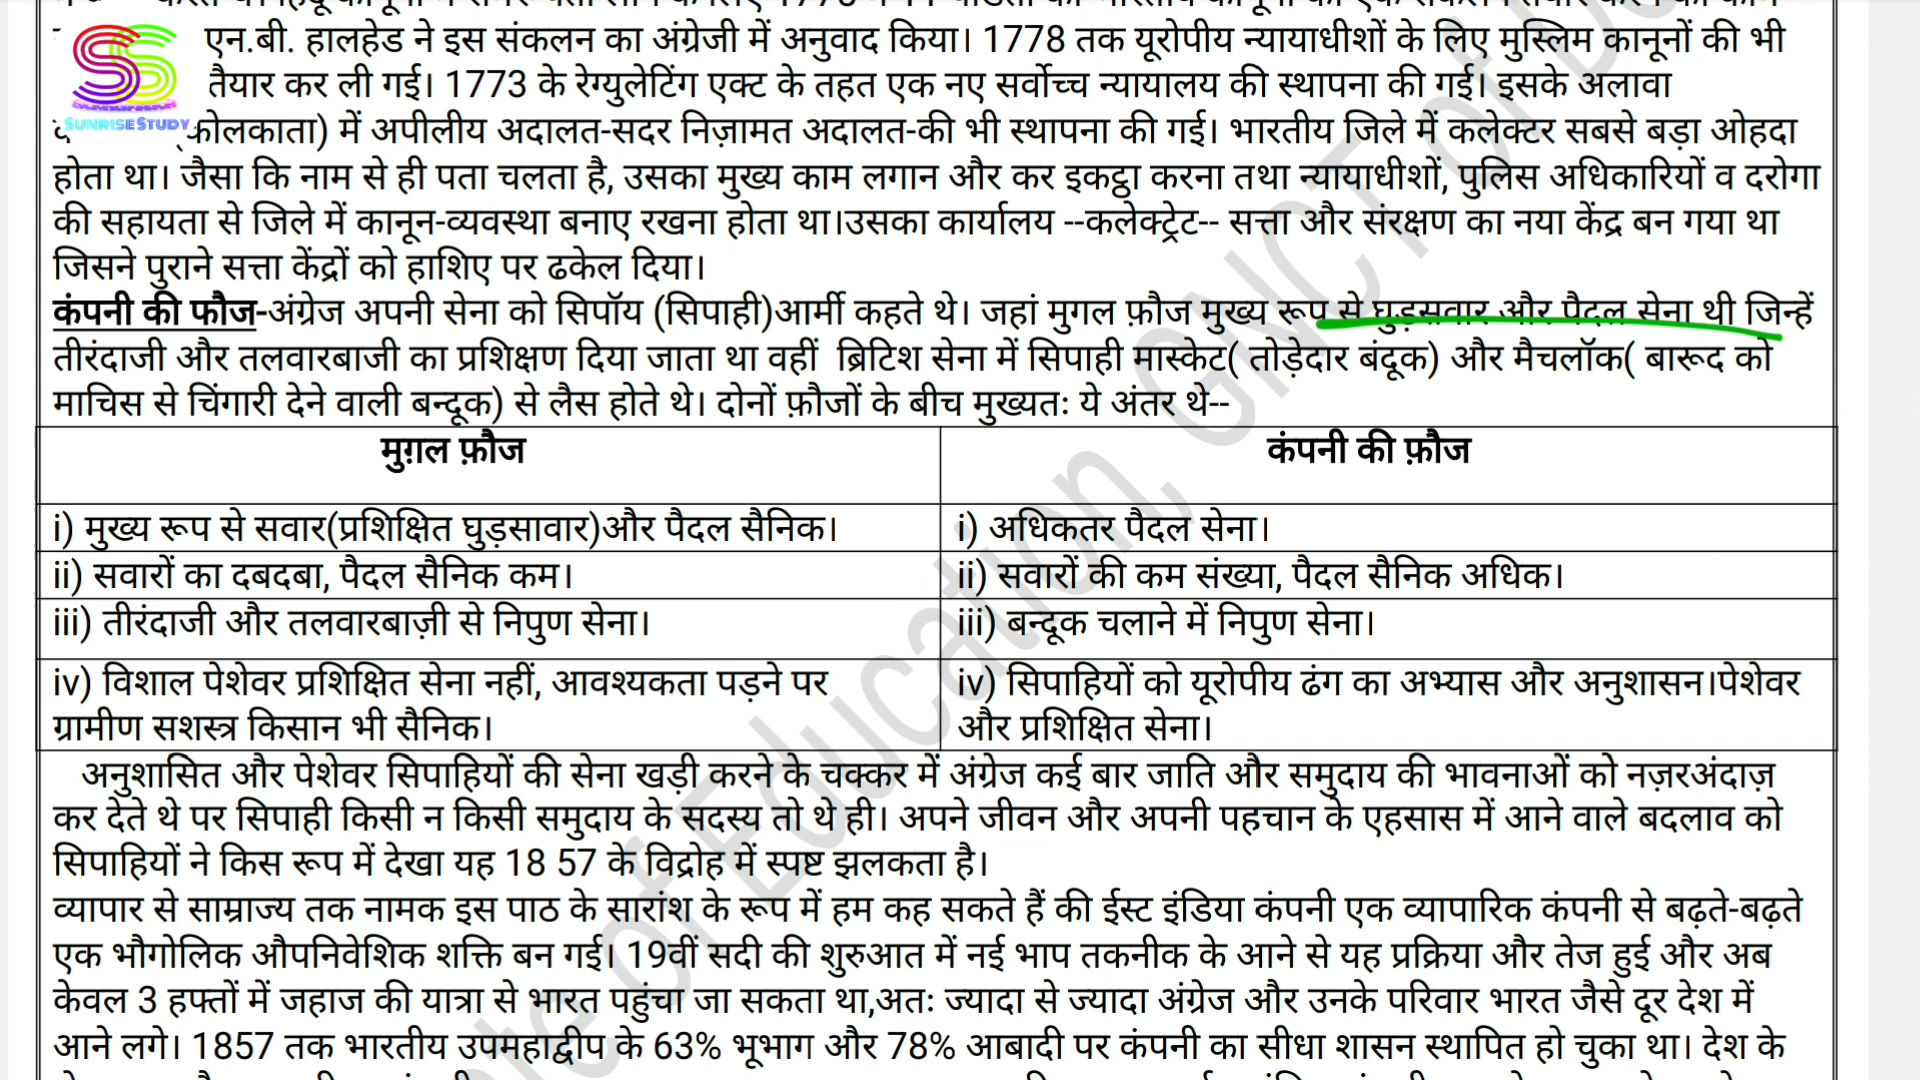 एन.बी. हालहेड ने इस संकलन का अंग्रेजी में अनुवाद किया। 1778 तक यूरोपीय न्यायाधीशों के लिए मुस्लिम कानूनों की भी
तैयार कर ली गई। 1773 के रेग्युलेटिंग एक्ट के तहत एक नए सर्वोच्च न्यायालय की स्थापना की गई। इसके अलावा
SUNRISESTUDY
कोलकाता) में अपीलीय अदालत-सदर निज़ामत अदालत-की भी स्थापना की गई। भारतीय जिले में कलेक्टर सबसे बड़ा ओहदा
होता था। जैसा कि नाम से ही पता चलता है, उसका मुख्य काम लगान और कर इकट्ठा करना तथा न्यायाधीशों, पुलिस अधिकारियों व दरोगा
की सहायता से जिले में कानून-व्यवस्था बनाए रखना होता था।उसका कार्यालय --कलेक्ट्रेट-- सत्ता और संरक्षण का नया केंद्र बन गया था
जिसने पुराने सत्ता केंद्रों को हाशिए पर ढकेल दिया।
कंपनी की फौज-अंग्रेज अपनी सेना को सिपॉय (सिपाही)आर्मी कहते थे। जहां मुगल फ़ौज मुख्य रूप से घुड़सवार और पैदल सेना थी जिन्हें
तीरंदाजी और तलवारबाजी का प्रशिक्षण दिया जाता था वहीं ब्रिटिश सेना में सिपाही मास्केट( तोड़ेदार बंदूक) और मैचलॉक( बारूद को
माचिस से चिंगारी देने वाली बन्दूक) से लैस होते थे। दोनों फ़ौजों के बीच मुख्यतः ये अंतर थे--
मुग़ल फ़ौज
कंपनी की फ़ौज
i) मुख्य रूप से सवार(प्रशिक्षित घुड़सावार)और पैदल सैनिक।
i) अधिकतर पैदल सेना।
ii) सवारों का दबदबा, पैदल सैनिक कम।
ii) सवारों की कम संख्या, पैदल सैनिक अधिक।
iii) तीरंदाजी और तलवारबाज़ी से निपुण सेना।
iii) बन्दूक चलाने में निपुण सेना।
iv) विशाल पेशेवर प्रशिक्षित सेना नहीं, आवश्यकता पड़ने पर
ग्रामीण सशस्त्र किसान भी सैनिक।
iv) सिपाहियों को यूरोपीय ढंग का अभ्यास और अनुशासन।पेशेवर
और प्रशिक्षित सेना।
अनुशासित और पेशेवर सिपाहियों की सेना खड़ी करने के चक्कर में अंग्रेज कई बार जाति और समुदाय की भावनाओं को नज़रअंदाज़
कर देते थे पर सिपाही किसी न किसी समुदाय के सदस्य तो थे ही। अपने जीवन और अपनी पहचान के एहसास में आने वाले बदलाव को
सिपाहियों ने किस रूप में देखा यह 18 57 के विद्रोह में स्पष्ट झलकता है।
व्यापार से साम्राज्य तक नामक इस पाठ के सारांश के रूप में हम कह सकते हैं की ईस्ट इंडिया कंपनी एक व्यापारिक कंपनी से बढ़ते-बढ़ते
एक भौगोलिक औपनिवेशिक शक्ति बन गई। 19वीं सदी की शुरुआत में नई भाप तकनीक के आने से यह प्रक्रिया और तेज हुई और अब
केवल 3 हफ्तों में जहाज की यात्रा से भारत पहुंचा जा सकता था,अतः ज्यादा से ज्यादा अंग्रेज और उनके परिवार भारत जैसे दूर देश में
आने लगे। 1857 तक भारतीय उपमहाद्वीप के 63% भूभाग और 78% आबादी पर कंपनी का सीधा शासन स्थापित हो चुका था। देश के
of Education, GNCT of D